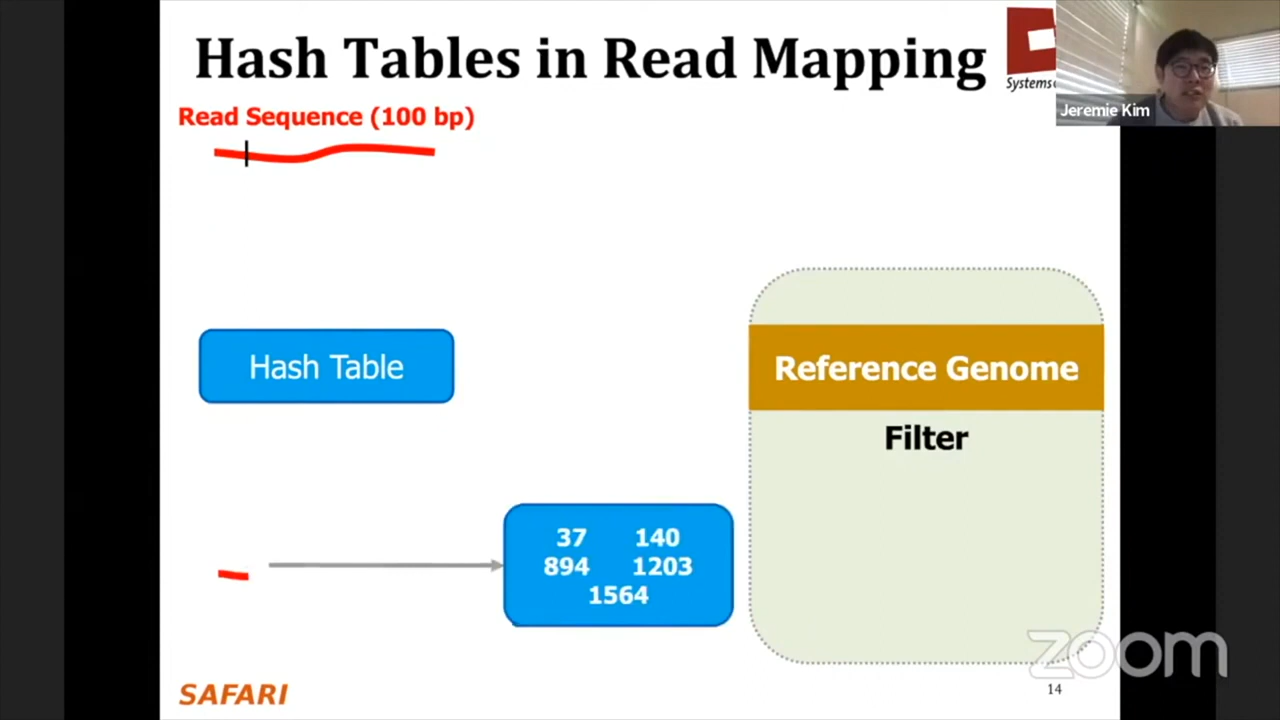 Hash Tables in Read Mapping
Systems
Jeremie Kim
Read Sequence (100 bp)
Hash Table
Reference Genome
Filter
37 140
894 1203
1564
zoom
SAFARI
14